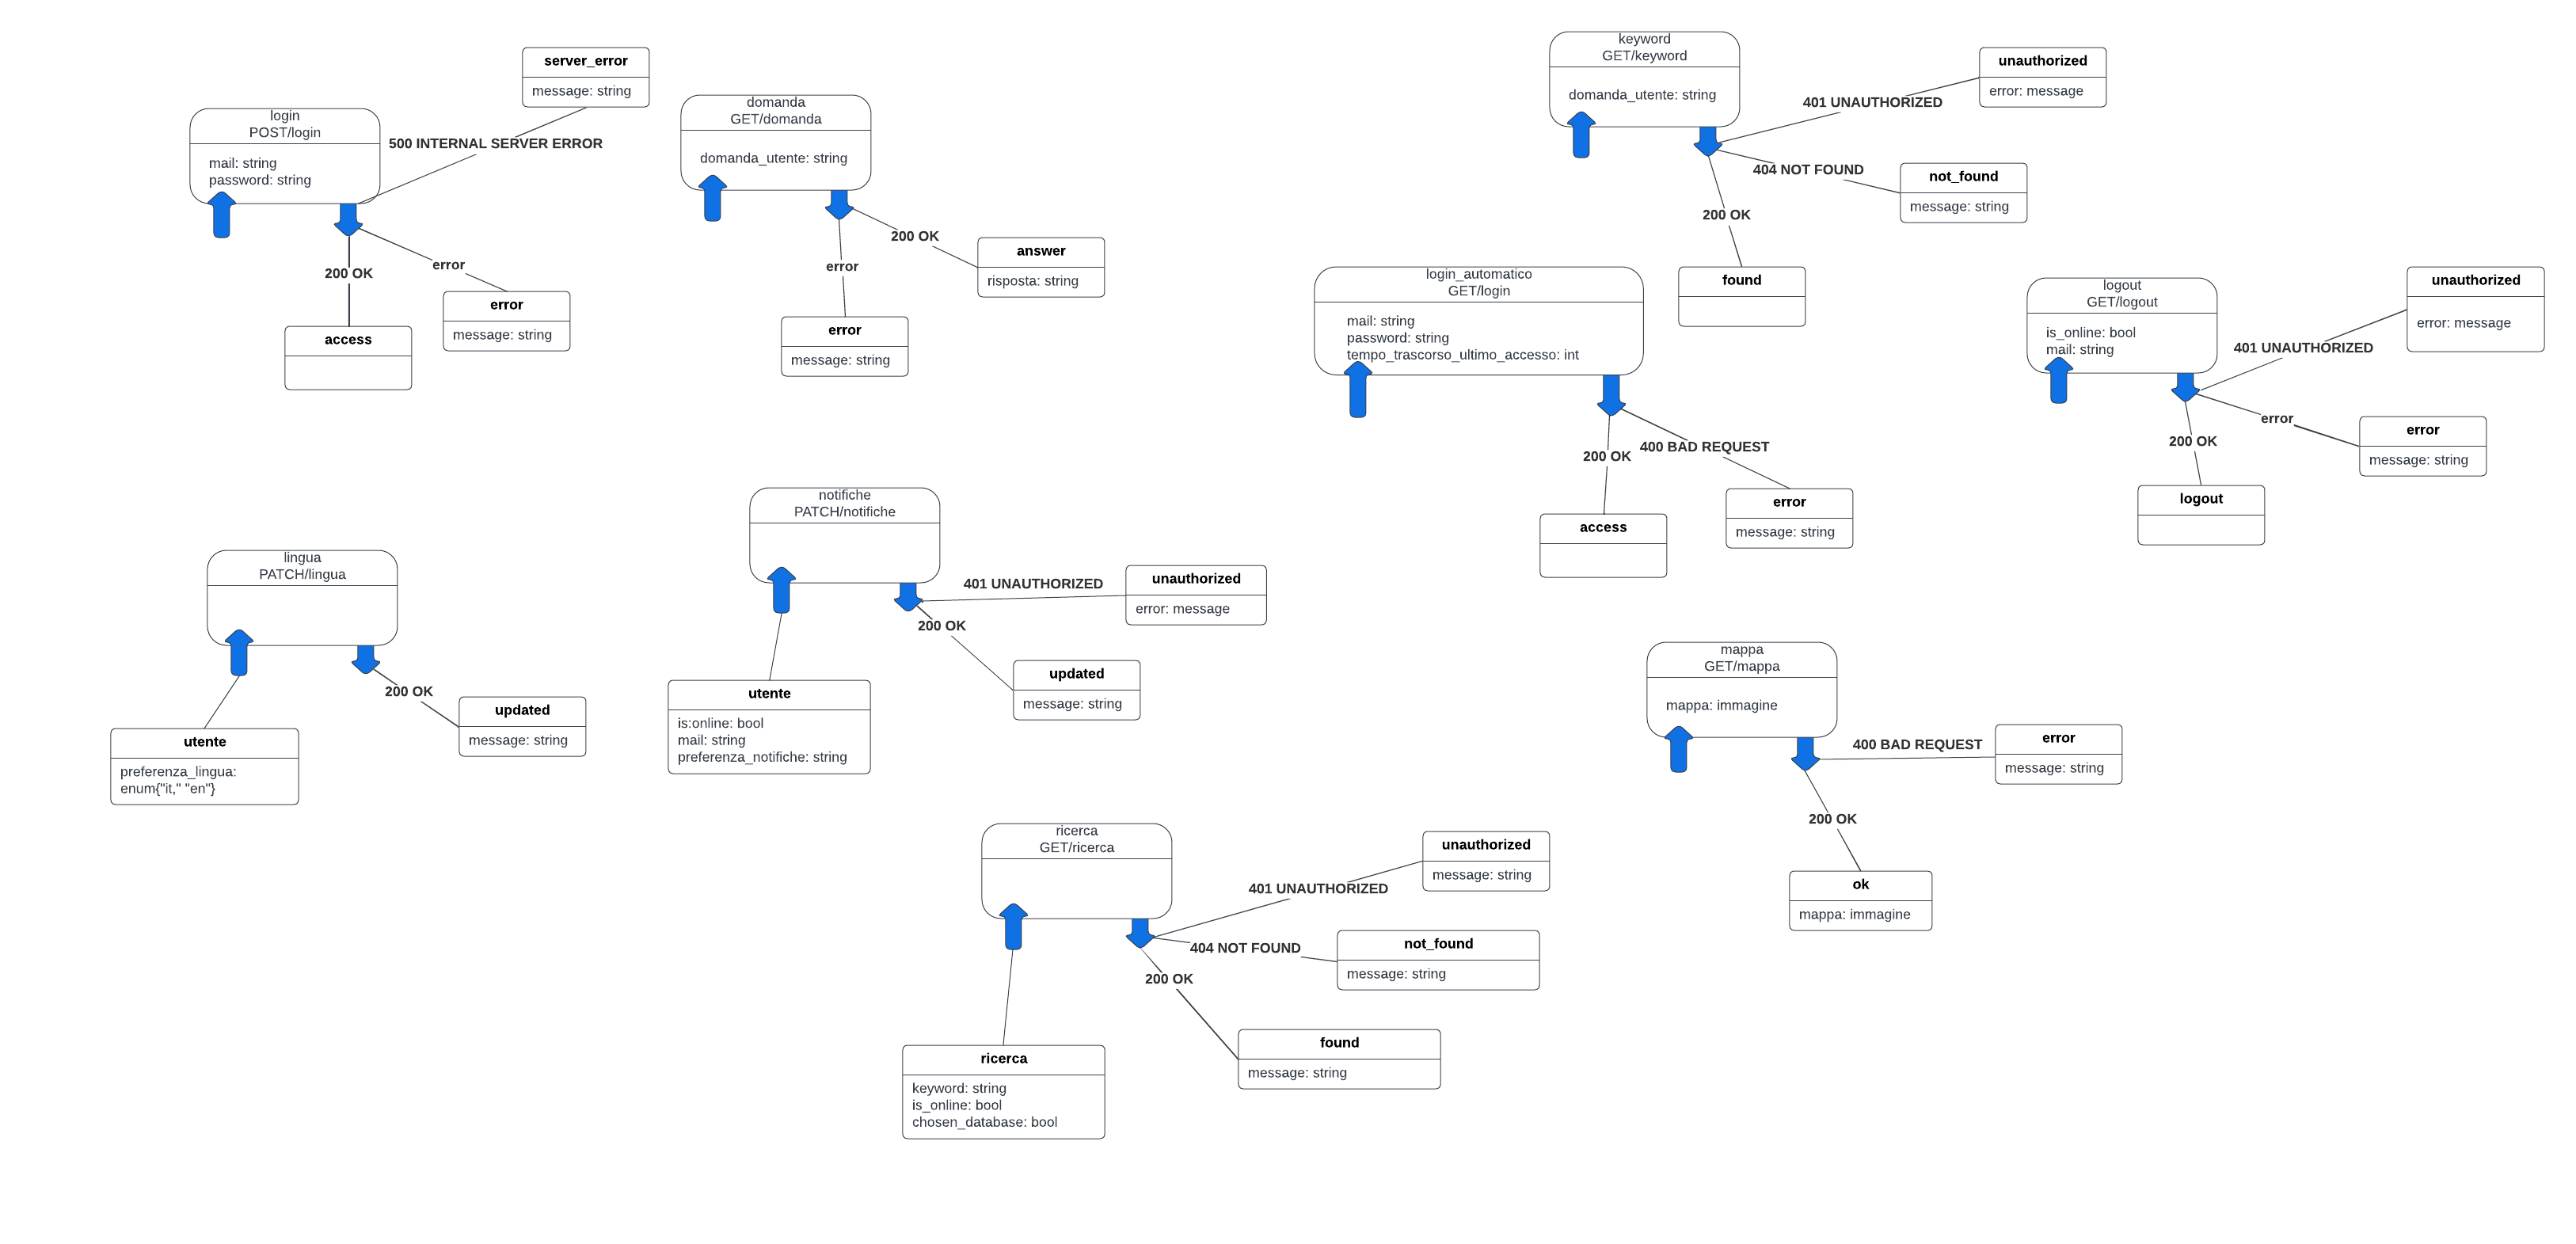 server_error
message: string
login
POST/login
mail: string
password: string
500 INTERNAL SERVER ERROR
200 OK
error
error
message: string
access
domanda
GET/domanda
domanda_utente: string
200 OK
error
answer
risposta: string
error
message: string
keyword
GET/keyword
domanda_utente: string
401 UNAUTHORIZED
unauthorized
error: message
404 NOT FOUND
not_found
message: string
200 OK
found
login_automatico
GET/login
mail: string
password: string
tempo_trascorso_ultimo_accesso: int
200 OK
400 BAD REQUEST
error
message: string
access
logout
GET/logout
is_online: bool
mail: string
401 UNAUTHORIZED
unauthorized
error: message
error
error
message: string
200 OK
logout
lingua
PATCH/lingua
200 OK
updated
message: string
utente
preferenza_lingua:
enum{"it," "en"}
notifiche
PATCH/notifiche
401 UNAUTHORIZED
unauthorized
error: message
200 OK
updated
message: string
utente
is:online: bool
mail: string
preferenza_notifiche: string
mappa
GET/mappa
mappa: immagine
400 BAD REQUEST
error
message: string
200 OK
ok
mappa: immagine
ricerca
GET/ricerca
401 UNAUTHORIZED
unauthorized
message: string
404 NOT FOUND
not_found
message: string
200 OK
found
message: string
ricerca
keyword: string
is_online: bool
chosen_database: bool